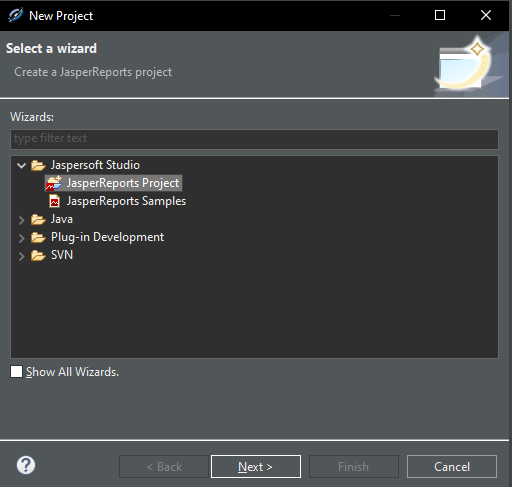 New Project
Select a wizard
Create a JasperReports project
Wizards:
type filter text
Jaspersoft Studio
JasperReports Project
JasperReports Samples
Java
Plug-in Development
SVN
Show All Wizards.
?
< Back
Next >
Finish
Cancel